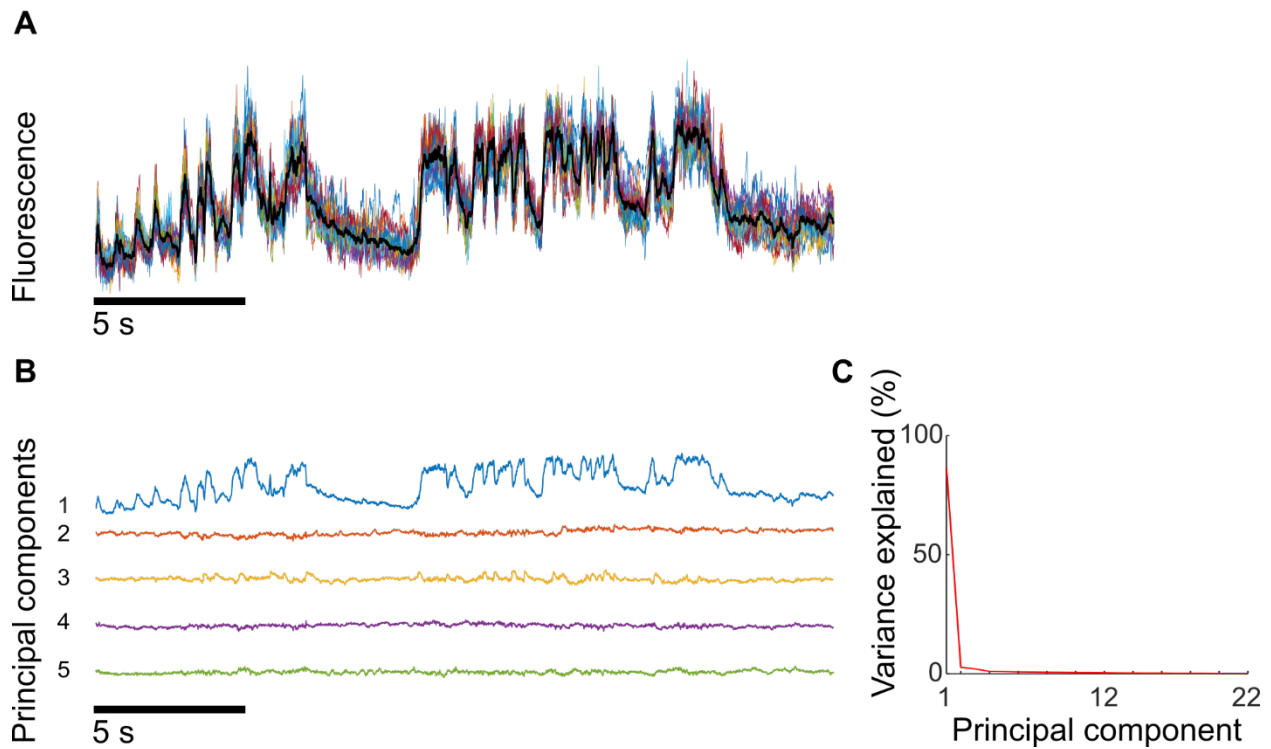 A
Fluorescence
5 s
B
Principal components
1
2
3
4
5
5 s
C
Variance explained (%)
100
50
0
1 12 22
Principal component